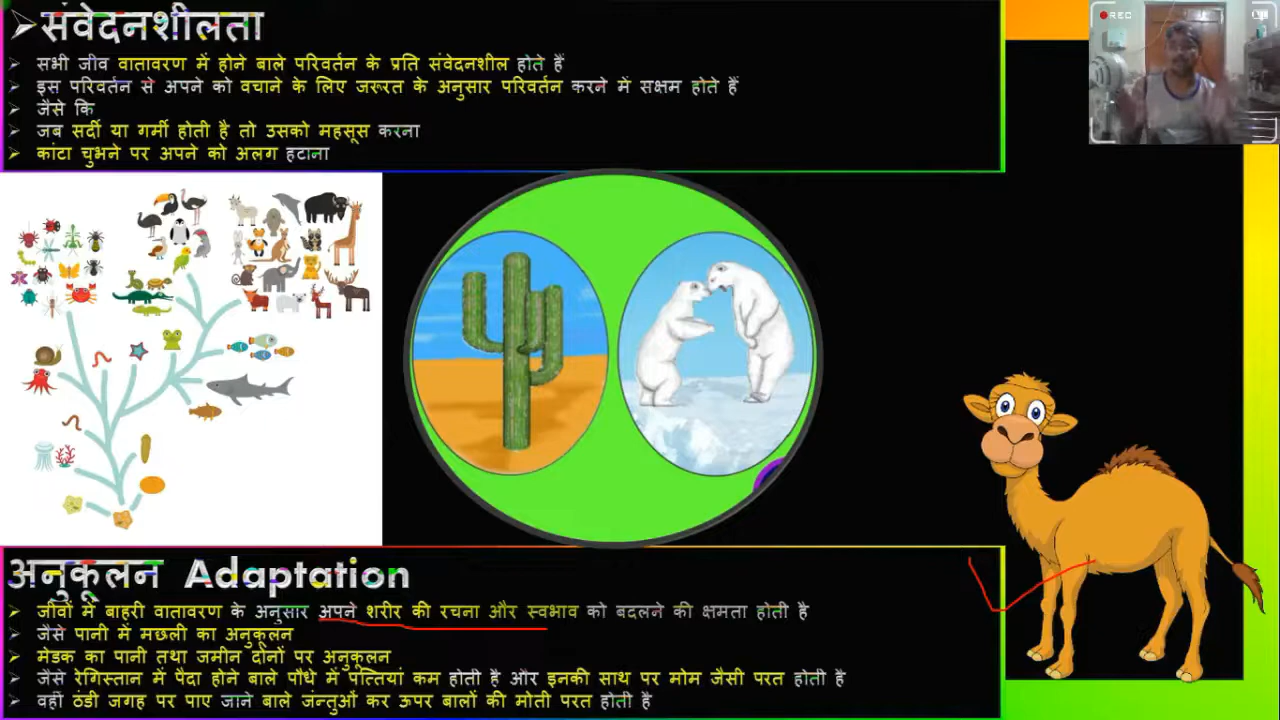 संवेदनशीलता
सभी जीव वातावरण में होने बाले परिवर्तन के प्रति संवेदनशील होते हैं
इस परिवर्तन से अपने को वचाने के लिए जरूरत के अनुसार परिवर्तन करने में सक्षम होते हैं
जैसे कि
जब सर्दी या गर्मी होती है तो उसको महसूस करना
कांटा चुभने पर अपने को अलग हटाना
REC
अनुकूलन Adaptation
जीवों में बाहरी वातावरण के अनुसार अपने शरीर की रचना और स्वभाव को बदलने की क्षमता होती है
जैसे पानी में मछली का अनुकूलन
मेडक का पानी तथा जमीन दोनों पर अनुकूलन
जैसे रेगिस्तान में पैदा होने बाले पौधे में पत्तियां कम होती है और इनकी साथ पर मोम जैसी परत होती है
वहीं ठंडी जगह पर पाए जाने बाले जंन्तुओं कर ऊपर बालों की मोती परत होती है